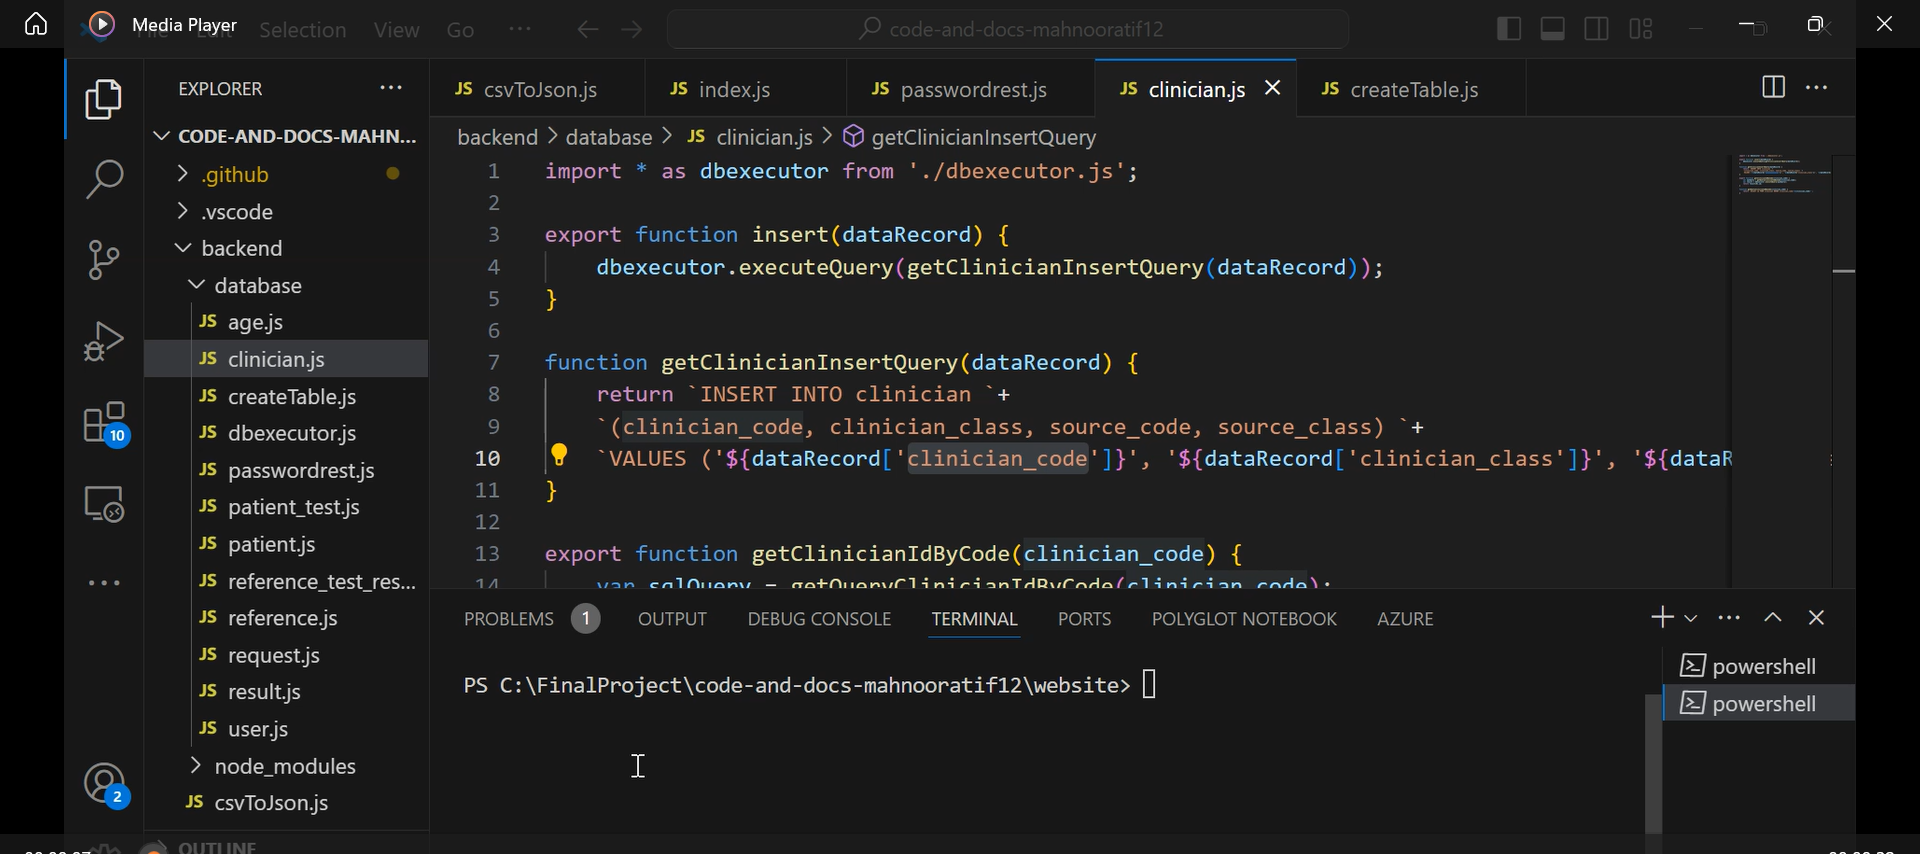 Media Player
Edit Selection View Go ...
code-and-docs-mahnooratif12
EXPLORER ...
CODE-AND-DOCS-MAHN...
.github
.vscode
backend
database
JS age.js
JS clinician.js
JS createTable.js
JS dbexecutor.js
JS passwordrest.js
JS patient_test.js
JS patient.js
JS reference_test_res...
JS reference.js
JS request.js
JS result.js
JS user.js
node_modules
JS csvToJson.js
OUTLINE
10
2
JS csvToJson.js JS index.js JS passwordrest.js JS clinician.js JS createTable.js
backend > database > JS clinician.js > getClinicianInsertQuery
1 import * as dbexecutor from './dbexecutor.js';
2
3 export function insert(dataRecord) {
4 dbexecutor.executeQuery(getClinicianInsertQuery(dataRecord));
5 }
6
7 function getClinicianInsertQuery(dataRecord) {
8 return `INSERT INTO clinician `+
9 `(clinician_code, clinician_class, source_code, source_class) `+
10 `VALUES ('${dataRecord['clinician_code']}', '${dataRecord['clinician_class']}', '${dataR
11 }
12
13 export function getClinicianIdByCode(clinician_code) {
14 var sqlQuery = getQueryClinicianIdByCode(clinician_code);
PROBLEMS 1 OUTPUT DEBUG CONSOLE TERMINAL PORTS POLYGLOT NOTEBOOK AZURE
PS C:\FinalProject\code-and-docs-mahnooratif12\website>
powershell
powershell